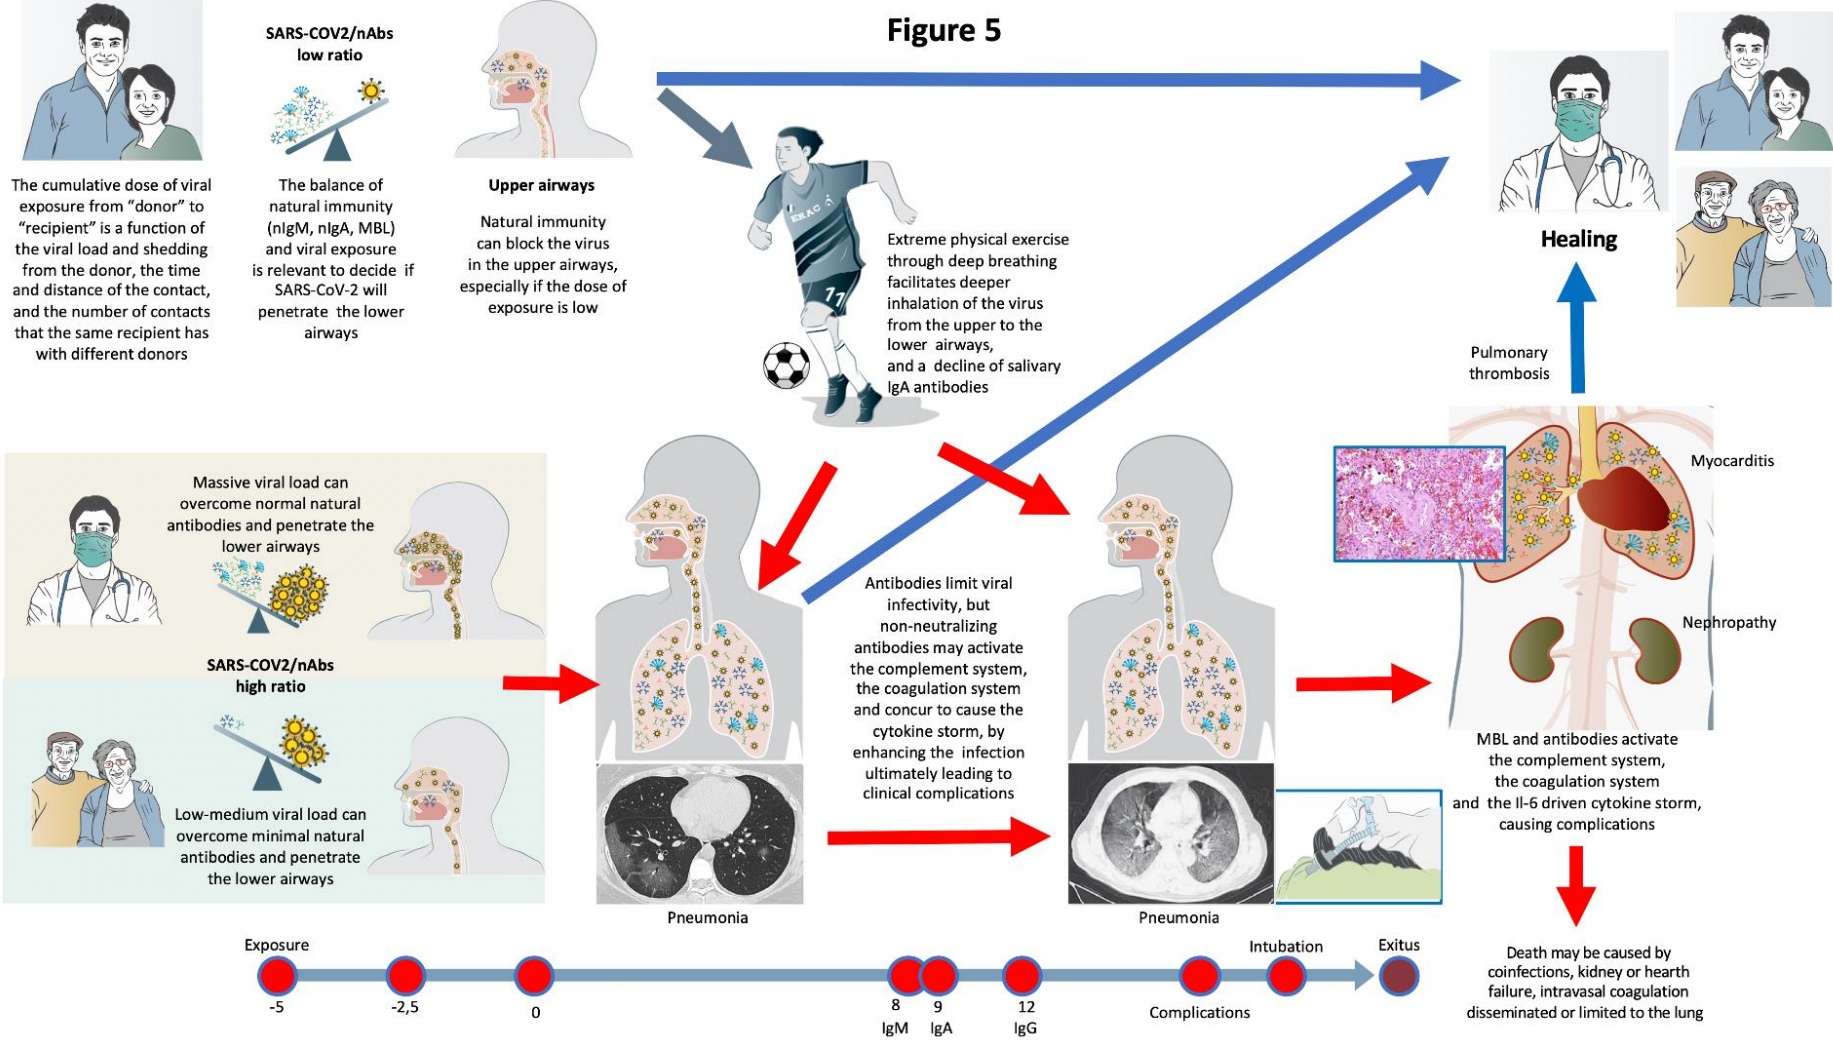 Figure 5
SARS-COV2/nAbs
low ratio
The cumulative dose of viral
exposure from “donor” to
“recipient” is a function of
the viral load and shedding
from the donor, the time
and distance of the contact,
and the number of contacts
that the same recipient has
with different donors
The balance of
natural immunity
(nIgM, nIgA, MBL)
and viral exposure
is relevant to decide if
SARS-CoV-2 will
penetrate the lower
airways
Upper airways
Natural immunity
can block the virus
in the upper airways,
especially if the dose of
exposure is low
ERAC
11
Extreme physical exercise
through deep breathing
facilitates deeper
inhalation of the virus
from the upper to the
lower airways,
and a decline of salivary
IgA antibodies
Healing
Pulmonary
thrombosis
Myocarditis
Nephropathy
Massive viral load can
overcome normal natural
antibodies and penetrate the
lower airways
SARS-COV2/nAbs
high ratio
Low-medium viral load can
overcome minimal natural
antibodies and penetrate
the lower airways
Antibodies limit viral
infectivity, but
non-neutralizing
antibodies may activate
the complement system,
the coagulation system
and concur to cause the
cytokine storm, by
enhancing the infection
ultimately leading to
clinical complications
Pneumonia
Pneumonia
MBL and antibodies activate
the complement system,
the coagulation system
and the Il-6 driven cytokine storm,
causing complications
Death may be caused by
coinfections, kidney or hearth
failure, intravasal coagulation
disseminated or limited to the lung
Exposure
Intubation
Exitus
-5
-2,5
0
8
9
12
Complications
IgM
IgA
IgG